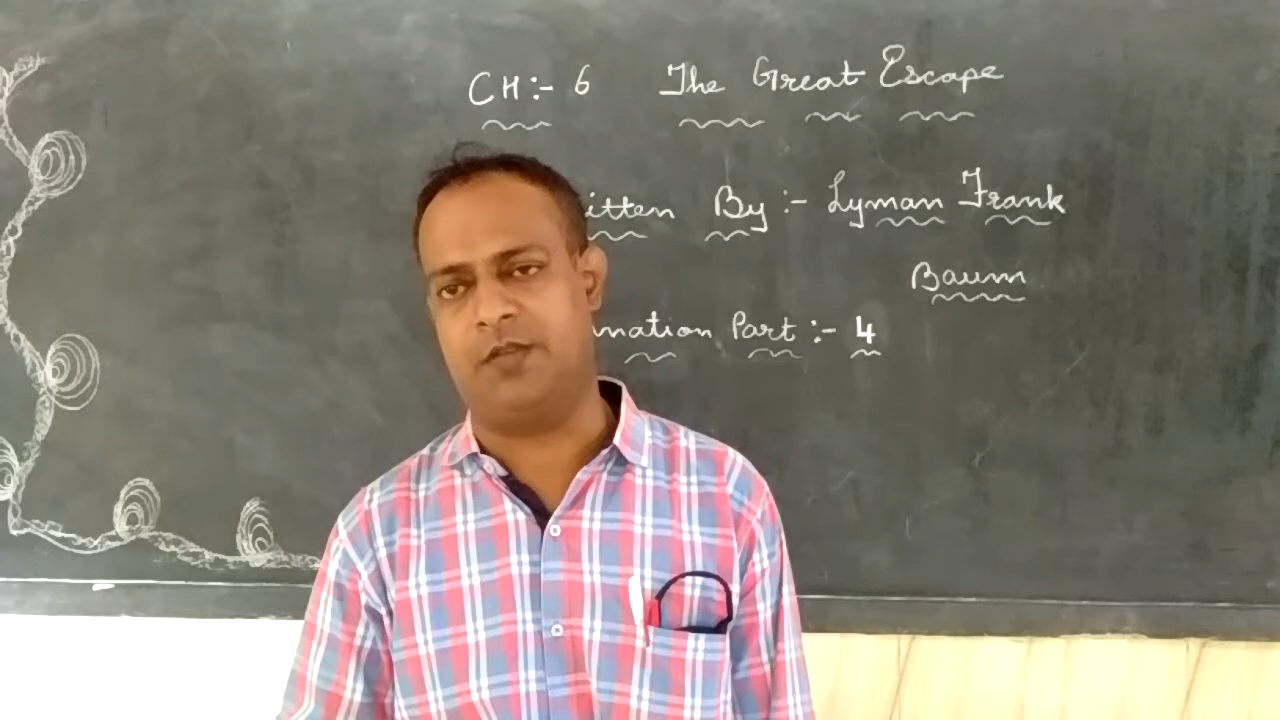 CH:- 6 The Great Escape
itten By:- Lyman Frank
Baum
nation Part:- 4